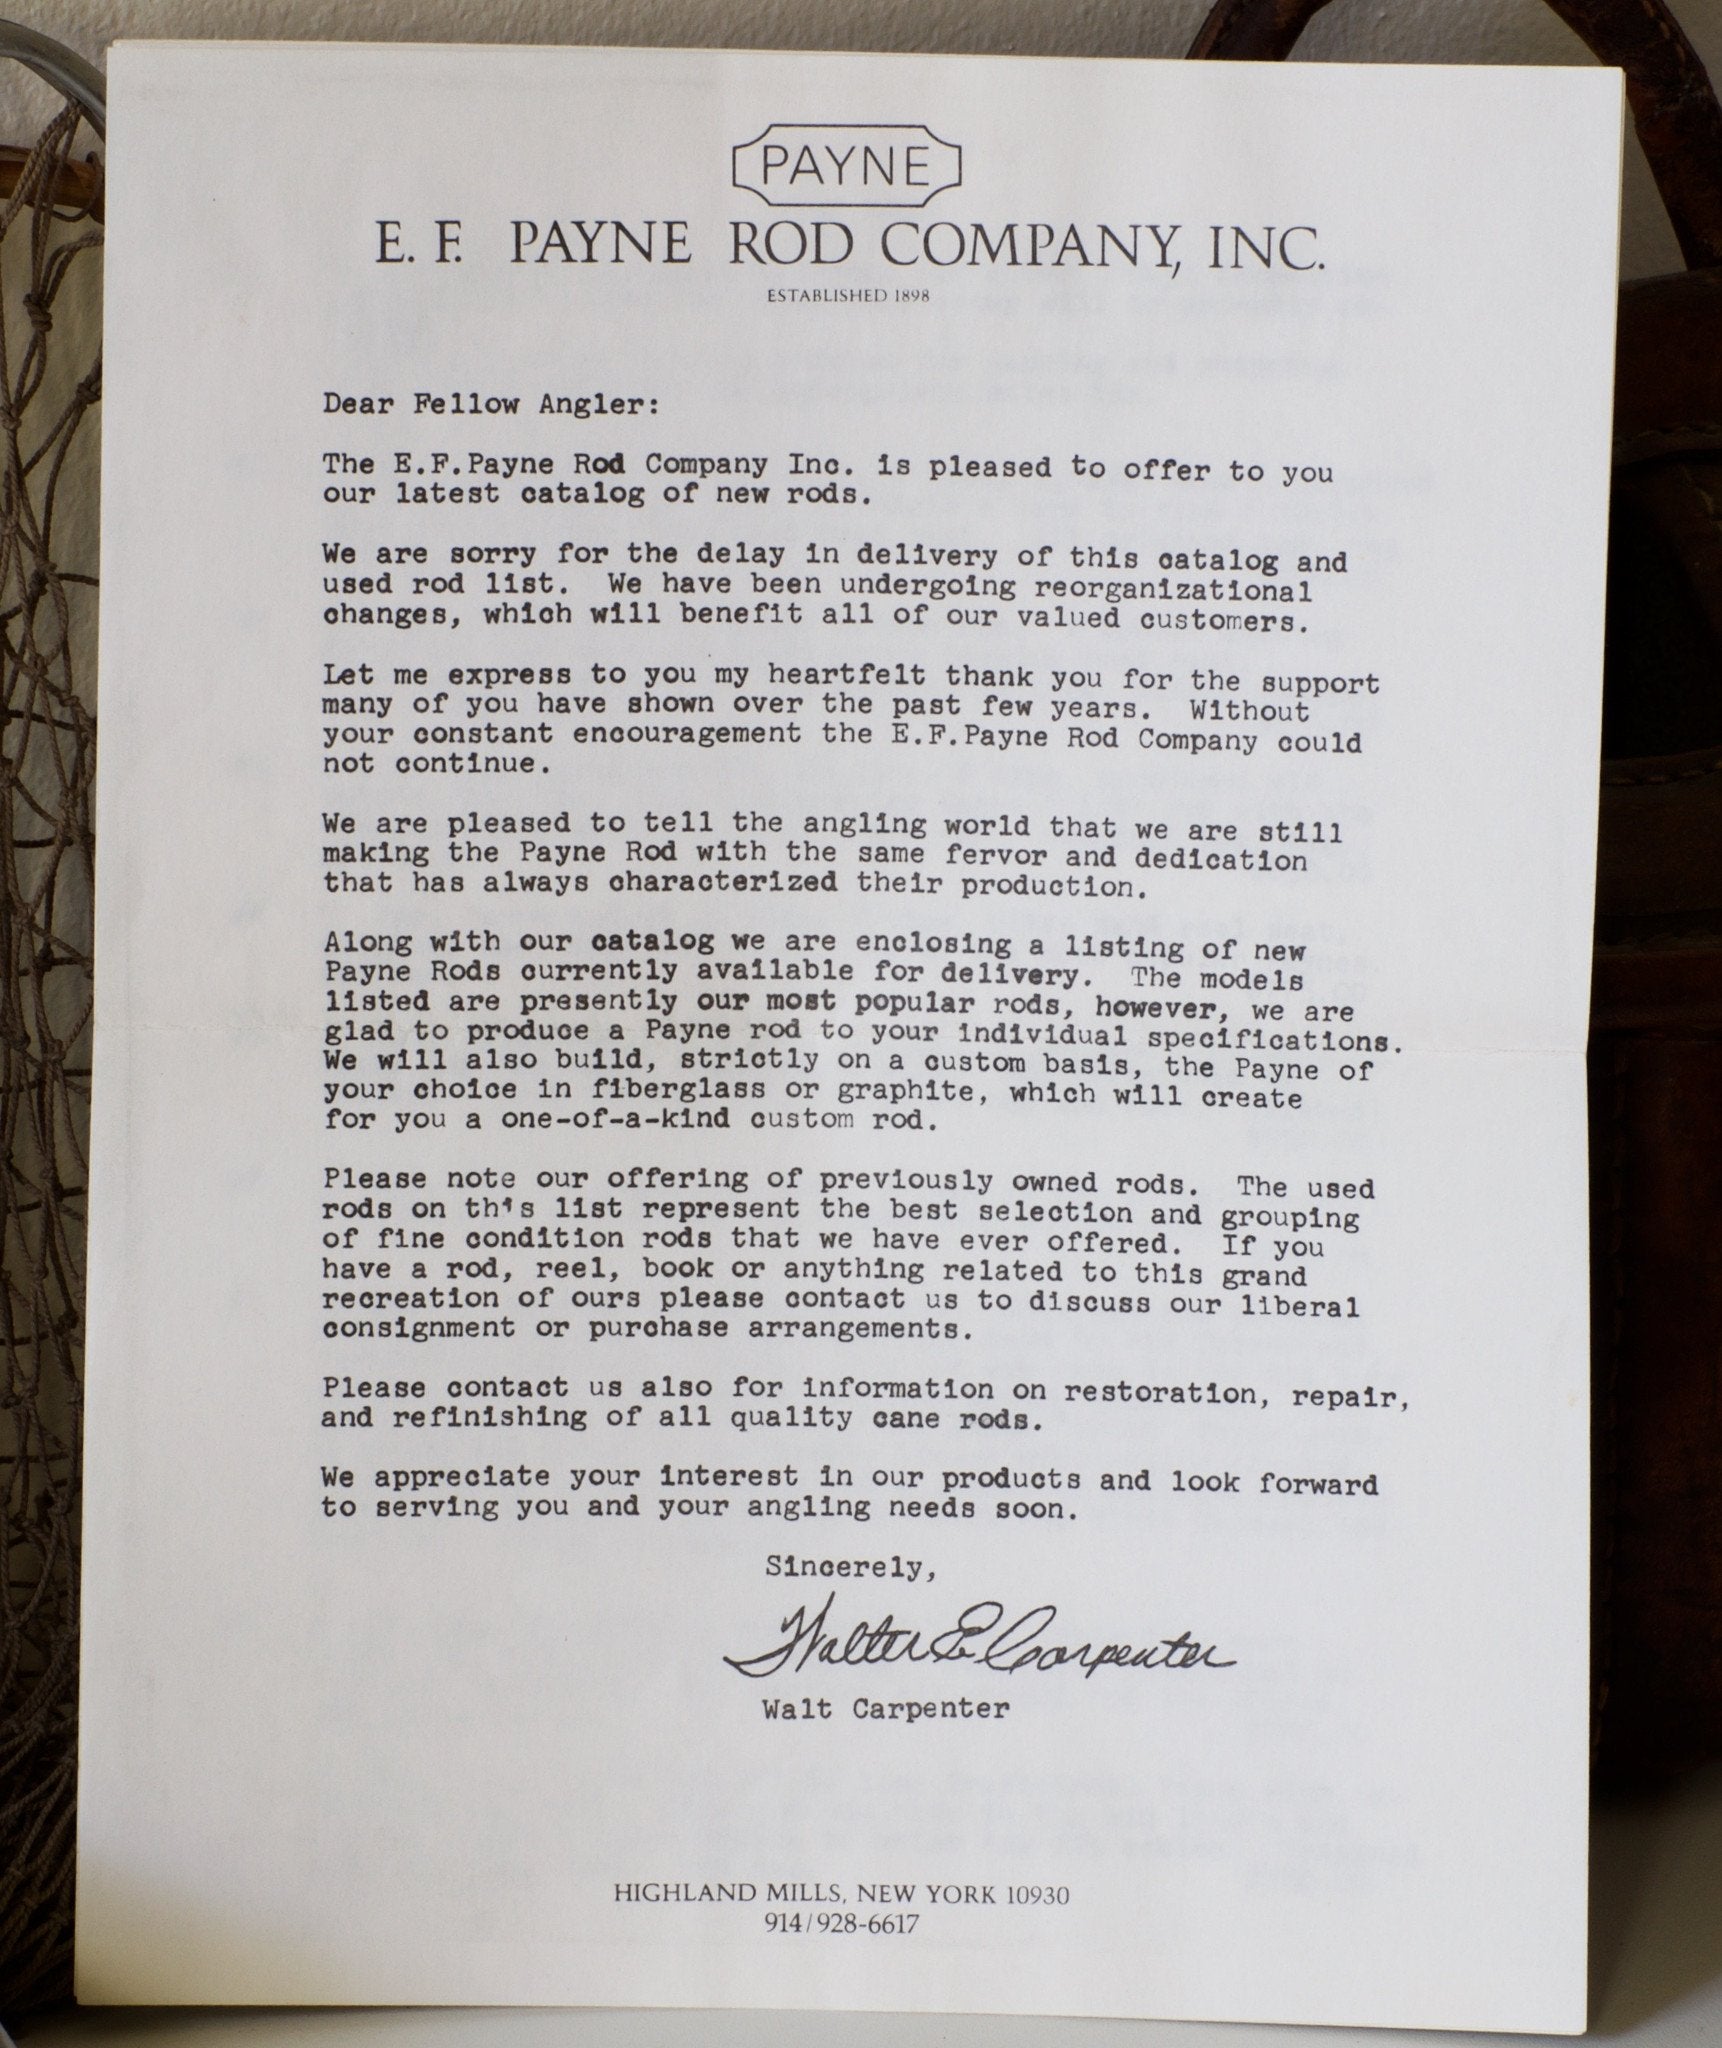 PAYNE
E. F. PAYNE ROD COMPANY, INC.
ESTABLISHED 1898
Dear Fellow Angler:
The E.F.Payne Rod Company Inc. is pleased to offer to you
our latest catalog of new rods.
We are sorry for the delay in delivery of this catalog and
used rod list. We have been undergoing reorganizational
changes, which will benefit all of our valued customers.
Let me express to you my heartfelt thank you for the support
many of you have shown over the past few years. Without
your constant encouragement the E.F.Payne Rod Company could
not continue.
We are pleased to tell the angling world that we are still
making the Payne Rod with the same fervor and dedication
that has always characterized their production.
Along with our catalog we are enclosing a listing of new
Payne Rods currently available for delivery. The models
listed are presently our most popular rods, however, we are
glad to produce a Payne rod to your individual specifications.
We will also build, strictly on a custom basis, the Payne of
your choice in fiberglass or graphite, which will create
for you a one-of-a-kind custom rod.
Please note our offering of previously owned rods. The used
rods on this list represent the best selection and grouping
of fine condition rods that we have ever offered. If you
have a rod, reel, book or anything related to this grand
recreation of ours please contact us to discuss our liberal
consignment or purchase arrangements.
Please contact us also for information on restoration, repair,
and refinishing of all quality cane rods.
We appreciate your interest in our products and look forward
to serving you and your angling needs soon.
Sincerely,
Walter E Carpenter
Walt Carpenter
HIGHLAND MILLS, NEW YORK 10930
914/928-6617